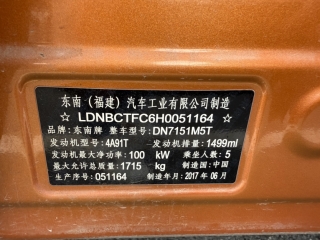 东南（福建）汽车工业有限公司制造
☆ LDNBCTFC6H0051164 ☆
品牌：东南牌 整车型号：DN7151M5T
发动机型号：4A91T 发动机排量：1499ml
发动机最大净功率：100 kW 乘坐人数：5
最大允许总质量：1715 kg 制造国：中国
生产序号：051164 制造年月：2017 年 06 月